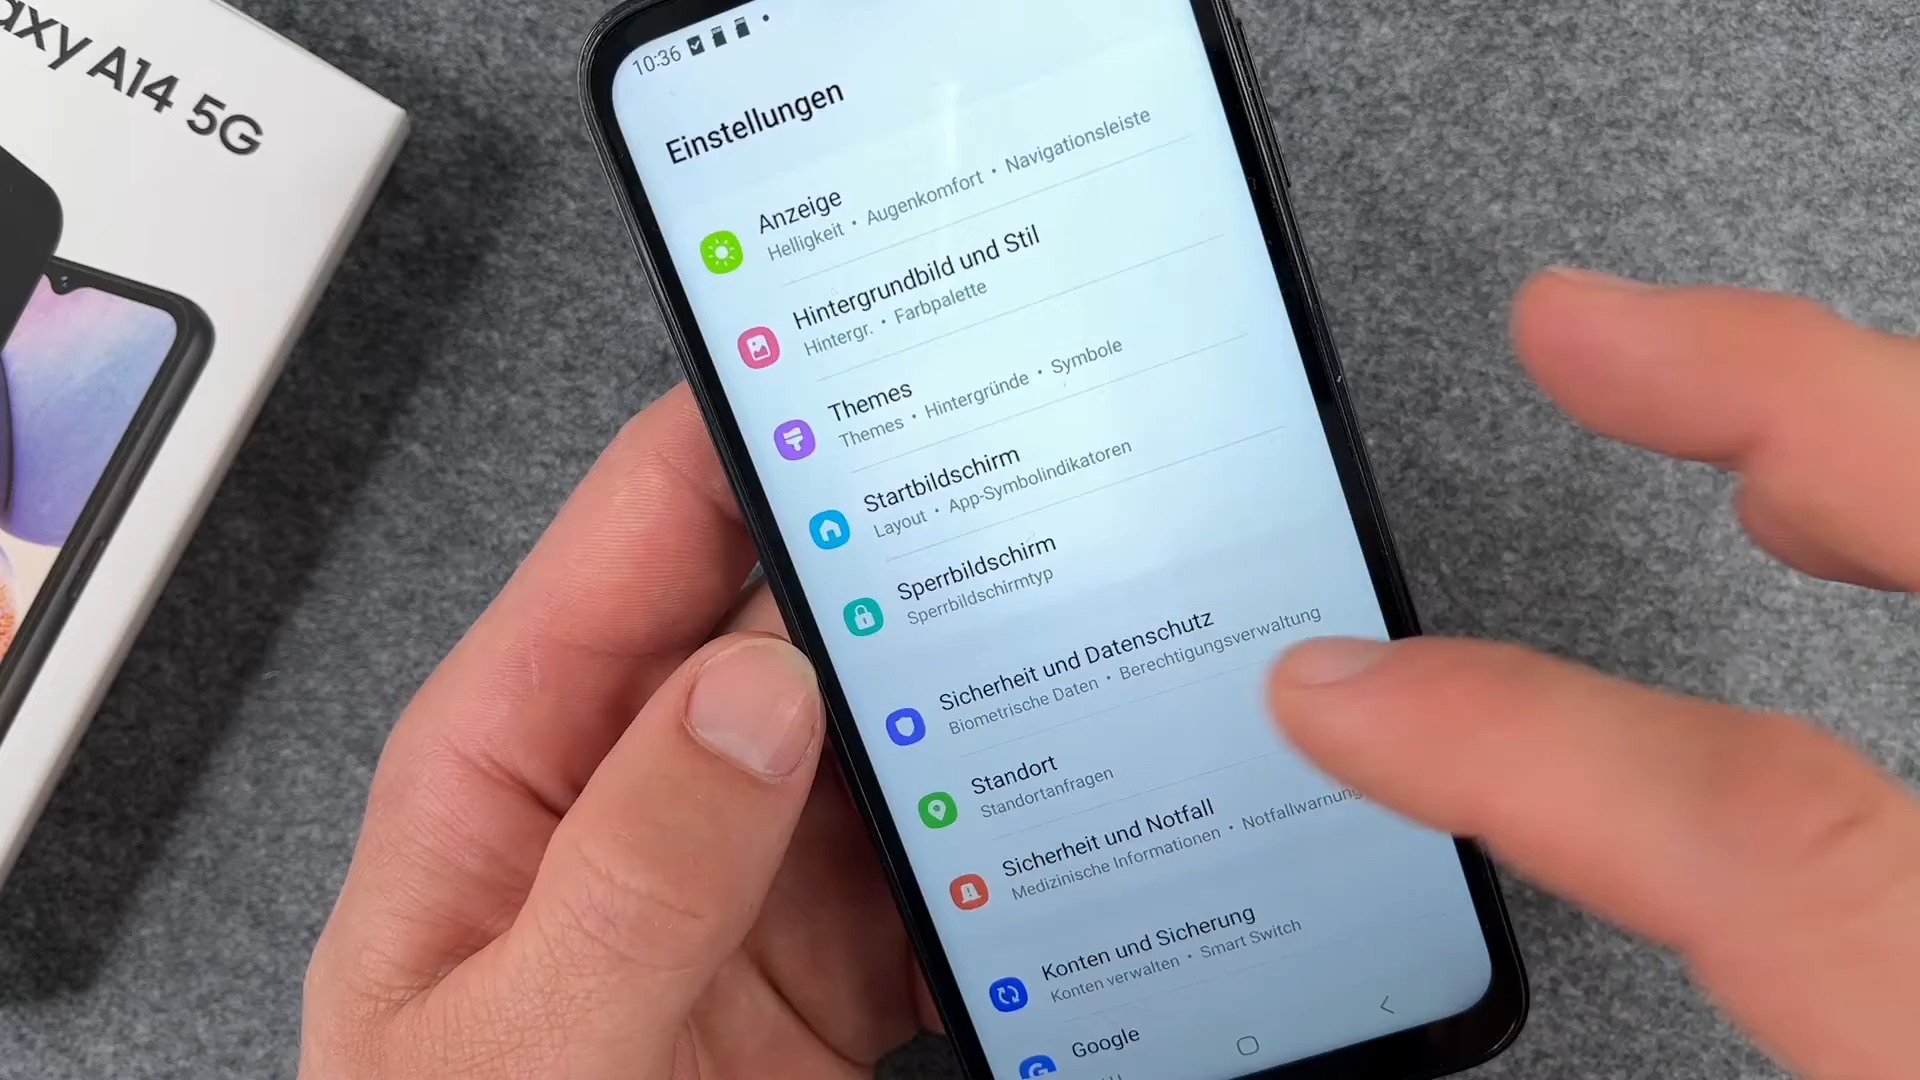 axy A14 5G
10:36
Einstellungen
Anzeige
Helligkeit • Augenkomfort • Navigationsleiste
Hintergrundbild und Stil
Hintergr. • Farbpalette
Themes
Themes • Hintergründe • Symbole
Startbildschirm
Layout • App-Symbolindikatoren
Sperrbildschirm
Sperrbildschirmtyp
Sicherheit und Datenschutz
Biometrische Daten • Berechtigungsverwaltung
Standort
Standortanfragen
Sicherheit und Notfall
Medizinische Informationen • Notfallwarnung
Konten und Sicherung
Konten verwalten • Smart Switch
Google